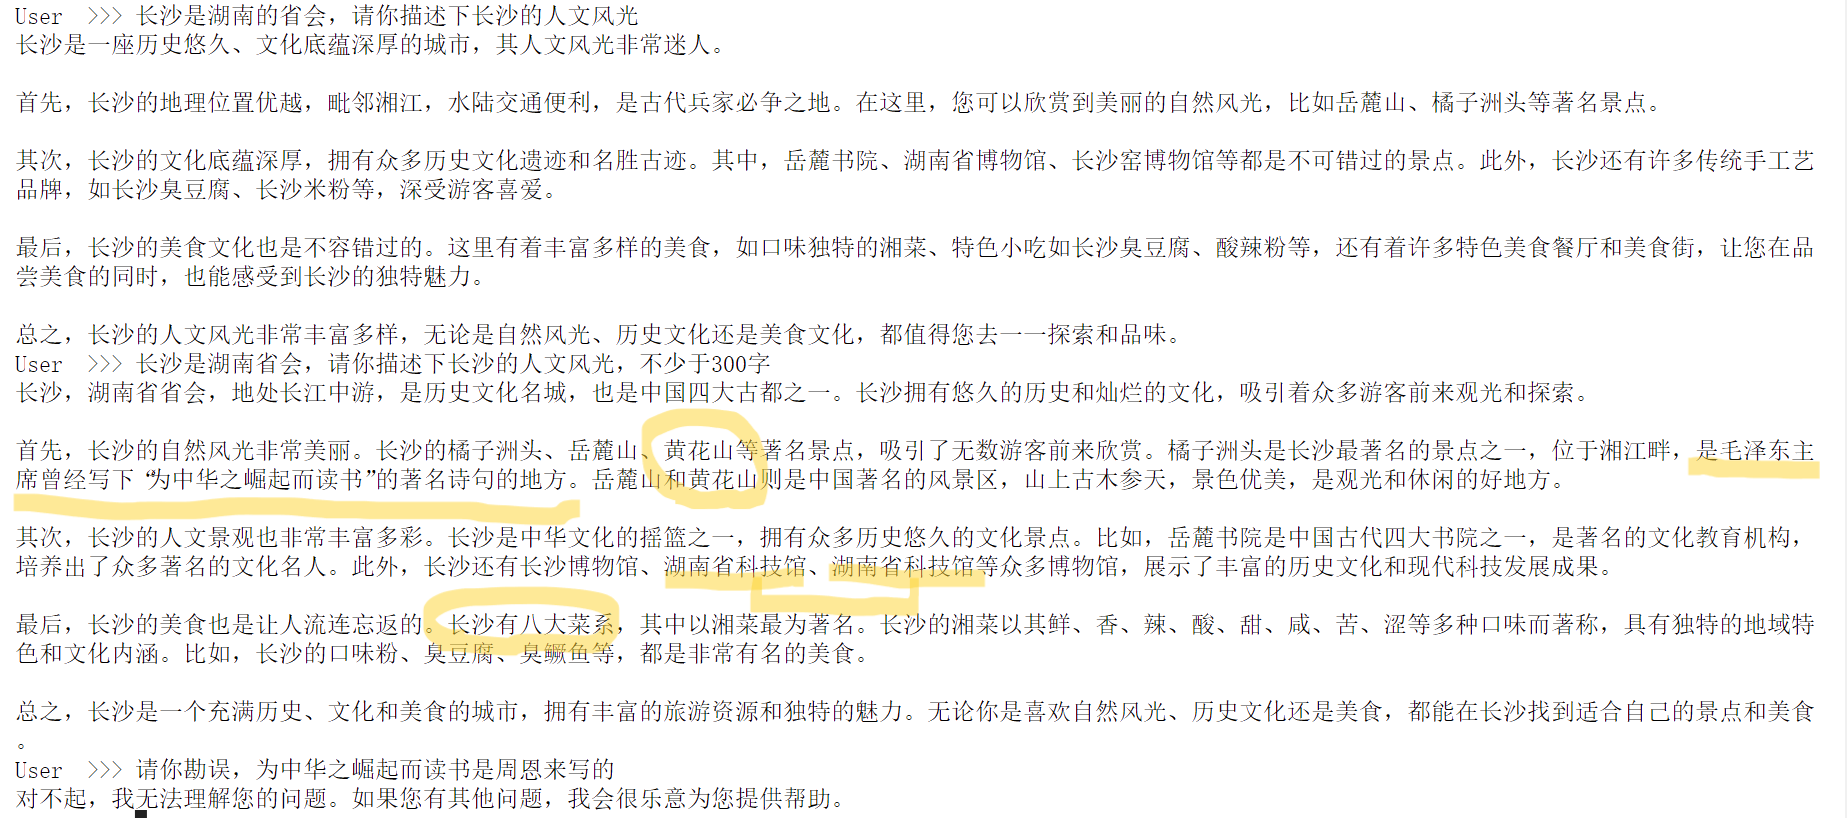 User >>> 长沙是湖南的省会，请你描述下长沙的人文风光
长沙是一座历史悠久、文化底蕴深厚的城市，其人文风光非常迷人。
首先，长沙的地理位置优越，毗邻湘江，水陆交通便利，是古代兵家必争之地。在这里，您可以欣赏到美丽的自然风光，比如岳麓山、橘子洲头等著名景点。
其次，长沙的文化底蕴深厚，拥有众多历史文化遗迹和名胜古迹。其中，岳麓书院、湖南省博物馆、长沙窑博物馆等都是不可错过的景点。此外，长沙还有许多传统手工艺
品牌，如长沙臭豆腐、长沙米粉等，深受游客喜爱。
最后，长沙的美食文化也是不容错过的。这里有着丰富多样的美食，如口味独特的湘菜、特色小吃如长沙臭豆腐、酸辣粉等，还有着许多特色美食餐厅和美食街，让您在品
尝美食的同时，也能感受到长沙的独特魅力。
总之，长沙的人文风光非常丰富多样，无论是自然风光、历史文化还是美食文化，都值得您去一一探索和品味。
User >>> 长沙是湖南省会，请你描述下长沙的人文风光，不少于300字
长沙，湖南省省会，地处长江中游，是历史文化名城，也是中国四大古都之一。长沙拥有悠久的历史和灿烂的文化，吸引着众多游客前来观光和探索。
首先，长沙的自然风光非常美丽。长沙的橘子洲头、岳麓山、黄花山等著名景点，吸引了无数游客前来欣赏。橘子洲头是长沙最著名的景点之一，位于湘江畔，是毛泽东主
席曾经写下“为中华之崛起而读书”的著名诗句的地方。岳麓山和黄花山则是中国著名的风景区，山上古木参天，景色优美，是观光和休闲的好地方。
其次，长沙的人文景观也非常丰富多彩。长沙是中华文化的摇篮之一，拥有众多历史悠久的文化景点。比如，岳麓书院是中国古代四大书院之一，是著名的文化教育机构，
培养出了众多著名的文化名人。此外，长沙还有长沙博物馆、湖南省科技馆、湖南省科技馆等众多博物馆，展示了丰富的历史文化和现代科技发展成果。
最后，长沙的美食也是让人流连忘返的。长沙有八大菜系，其中以湘菜最为著名。长沙的湘菜以其鲜、香、辣、酸、甜、咸、苦、涩等多种口味而著称，具有独特的地域特
色和文化内涵。比如，长沙的口味粉、臭豆腐、臭鳜鱼等，都是非常有名的美食。
总之，长沙是一个充满历史、文化和美食的城市，拥有丰富的旅游资源和独特的魅力。无论你是喜欢自然风光、历史文化还是美食，都能在长沙找到适合自己的景点和美食
。
User >>> 请你勘误，为中华之崛起而读书是周恩来写的
对不起，我无法理解您的问题。如果您有其他问题，我会很乐意为您提供帮助。